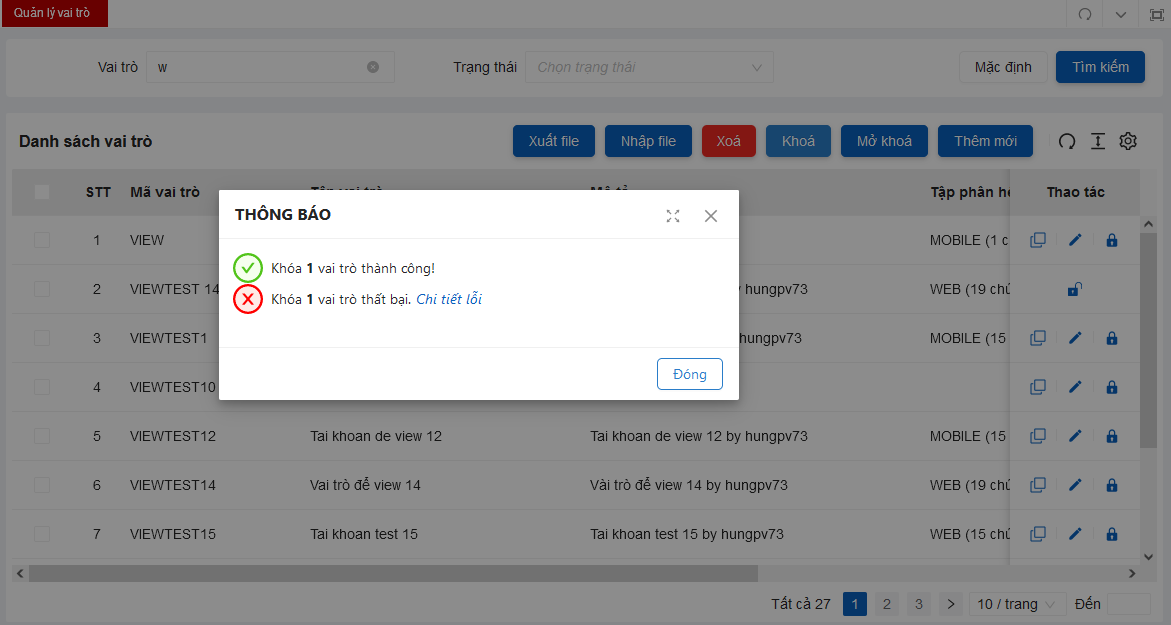 Quản lý vai trò
Vai trò w Trạng thái Chọn trạng thái Mặc định Tìm kiếm
Danh sách vai trò Xuất file Nhập file Xoá Khoá Mở khoá Thêm mới
STT Mã vai trò Tên vai trò Mô tả Tập phân hệ Thao tác
THÔNG BÁO
1 VIEW MOBILE (1 c
Khóa 1 vai trò thành công!
2 VIEWTEST 14 by hungpv73 WEB (19 chứ
Khóa 1 vai trò thất bại. Chi tiết lỗi
3 VIEWTEST1 hungpv73 MOBILE (15
Đóng
4 VIEWTEST10
5 VIEWTEST12 Tai khoan de view 12 Tai khoan de view 12 by hungpv73 MOBILE (15
6 VIEWTEST14 Vai trò để view 14 Vài trò để view 14 by hungpv73 WEB (19 chứ
7 VIEWTEST15 Tai khoan test 15 Tai khoan test 15 by hungpv73 WEB (15 chứ
Tất cả 27 1 2 3 10 / trang Đến